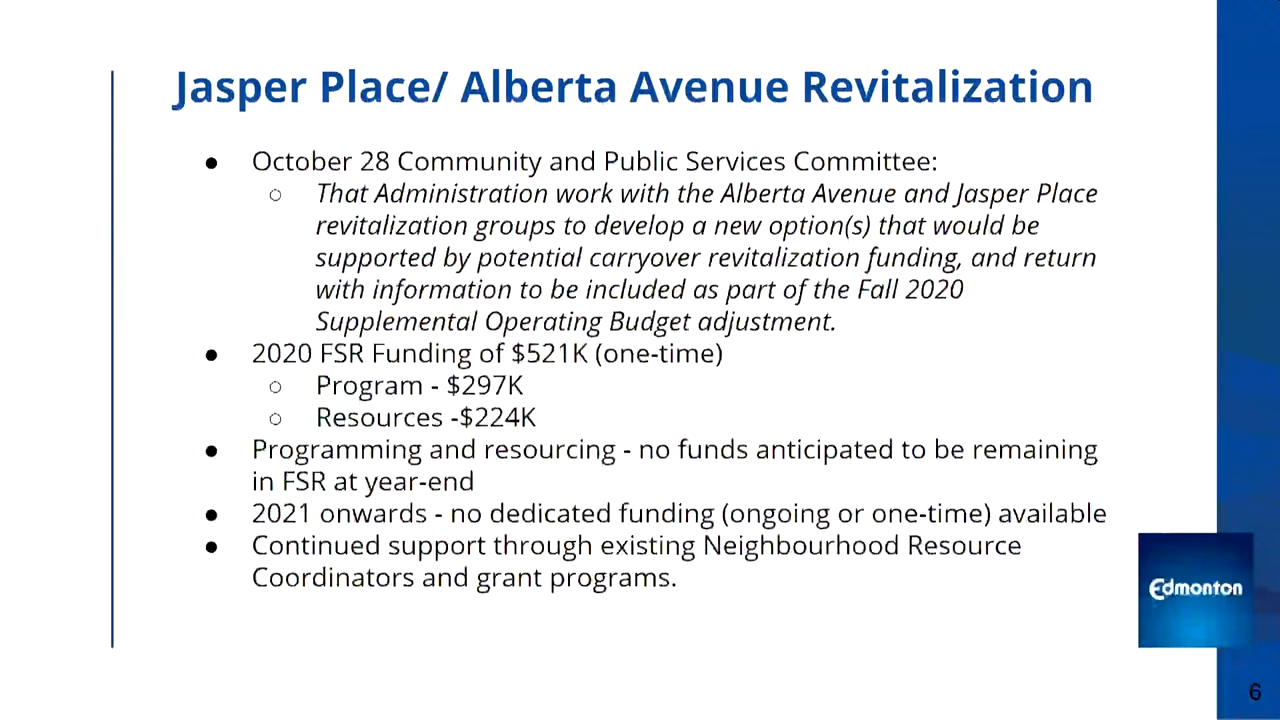 Jasper Place/ Alberta Avenue Revitalization
● October 28 Community and Public Services Committee:
○ That Administration work with the Alberta Avenue and Jasper Place
revitalization groups to develop a new option(s) that would be
supported by potential carryover revitalization funding, and return
with information to be included as part of the Fall 2020
Supplemental Operating Budget adjustment.
● 2020 FSR Funding of $521K (one-time)
○ Program - $297K
○ Resources -$224K
● Programming and resourcing - no funds anticipated to be remaining
in FSR at year-end
● 2021 onwards - no dedicated funding (ongoing or one-time) available
● Continued support through existing Neighbourhood Resource
Coordinators and grant programs.
Edmonton
6